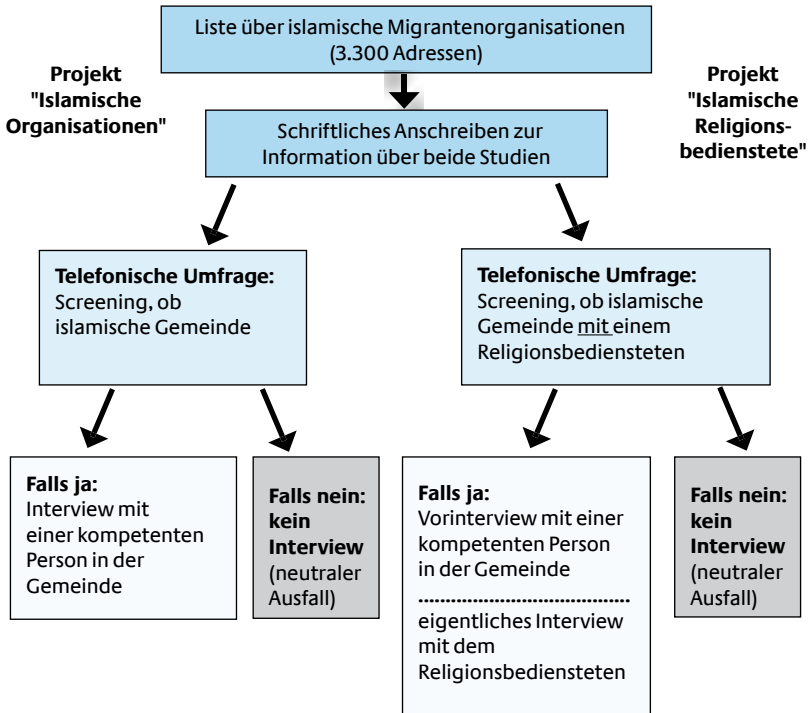 Liste über islamische Migrantenorganisationen
(3.300 Adressen)
Projekt
"Islamische
Organisationen"
Projekt
"Islamische
Religions-
bedienstete"
Schriftliches Anschreiben zur
Information über beide Studien
Telefonische Umfrage:
Screening, ob
islamische Gemeinde
Telefonische Umfrage:
Screening, ob islamische
Gemeinde mit einem
Religionsbediensteten
Falls ja:
Interview mit
einer kompetenten
Person in der
Gemeinde
Falls nein:
kein
Interview
(neutraler
Ausfall)
Falls ja:
Vorinterview mit einer
kompetenten Person
in der Gemeinde
......................................
eigentliches Interview
mit dem
Religionsbediensteten
Falls nein:
kein
Interview
(neutraler
Ausfall)